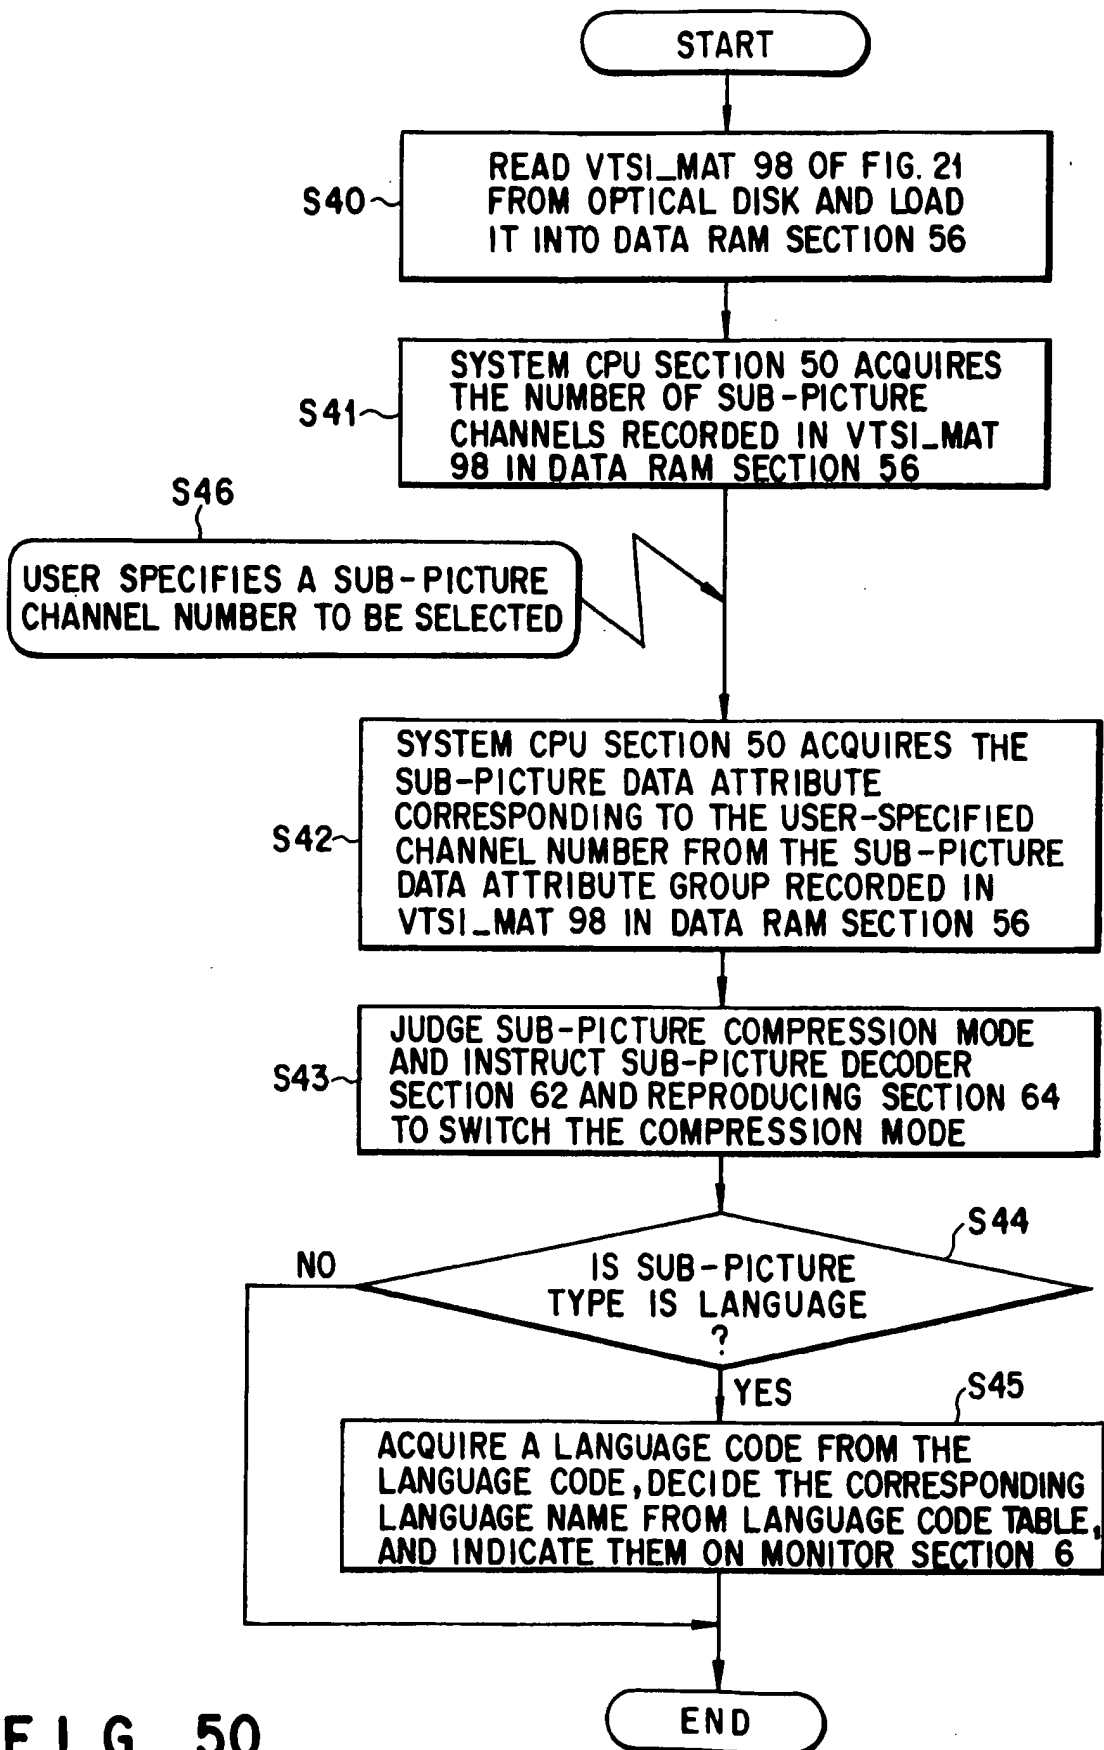 START
S40
READ VTSI_MAT 98 OF FIG. 21
FROM OPTICAL DISK AND LOAD
IT INTO DATA RAM SECTION 56
S41
SYSTEM CPU SECTION 50 ACQUIRES
THE NUMBER OF SUB-PICTURE
CHANNELS RECORDED IN VTSI_MAT
98 IN DATA RAM SECTION 56
S46
USER SPECIFIES A SUB-PICTURE
CHANNEL NUMBER TO BE SELECTED
S42
SYSTEM CPU SECTION 50 ACQUIRES THE
SUB-PICTURE DATA ATTRIBUTE
CORRESPONDING TO THE USER-SPECIFIED
CHANNEL NUMBER FROM THE SUB-PICTURE
DATA ATTRIBUTE GROUP RECORDED IN
VTSI_MAT 98 IN DATA RAM SECTION 56
S43
JUDGE SUB-PICTURE COMPRESSION MODE
AND INSTRUCT SUB-PICTURE DECODER
SECTION 62 AND REPRODUCING SECTION 64
TO SWITCH THE COMPRESSION MODE
S44
NO
IS SUB-PICTURE
TYPE IS LANGUAGE
?
YES
S45
ACQUIRE A LANGUAGE CODE FROM THE
LANGUAGE CODE, DECIDE THE CORRESPONDING
LANGUAGE NAME FROM LANGUAGE CODE TABLE,
AND INDICATE THEM ON MONITOR SECTION 6
END
FIG. 50